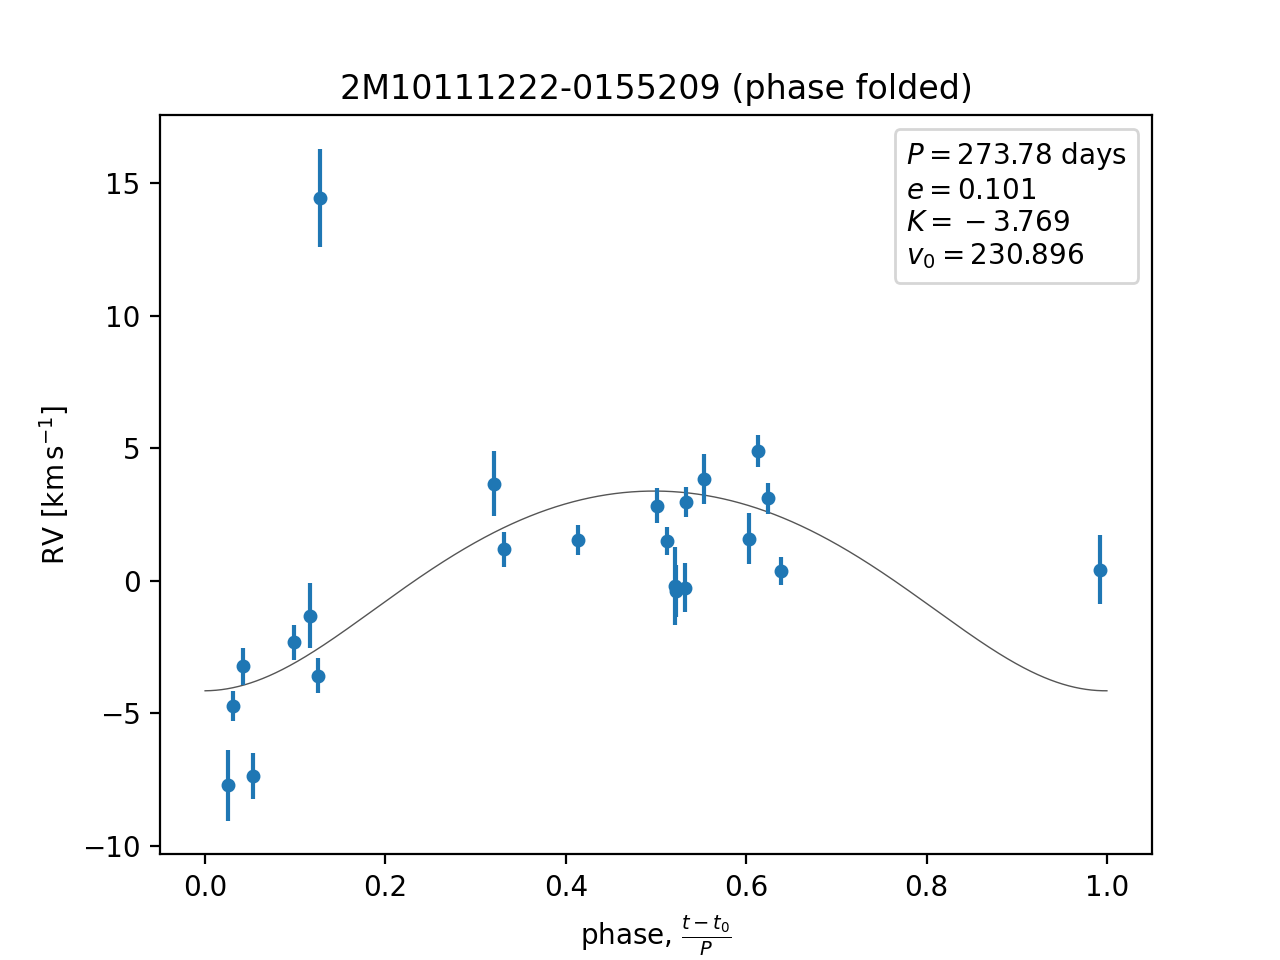 2M10111222-0155209 (phase folded)
P = 273.78 days
e = 0.101
K = −3.769
v₀ = 230.896
RV [km s⁻¹]
15
10
5
0
−5
−10
0.0 0.2 0.4 0.6 0.8 1.0
phase, (t − t₀)/P